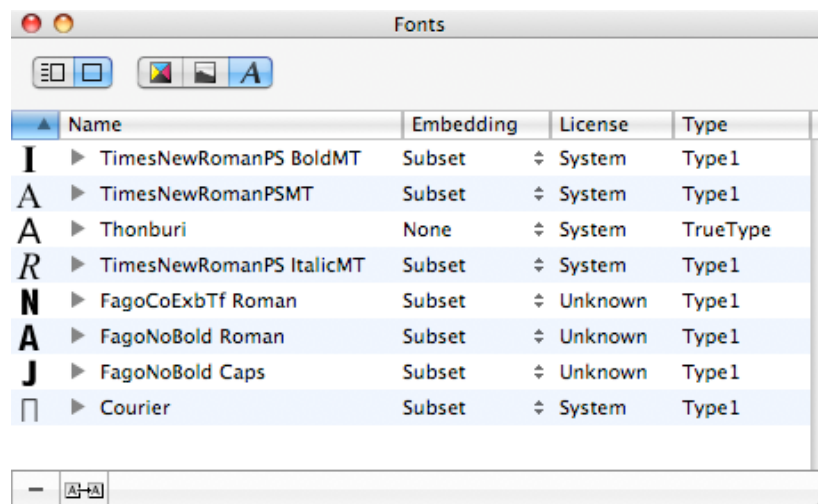 Fonts
A
Name Embedding License Type
I TimesNewRomanPS BoldMT Subset System Type1
A TimesNewRomanPSMT Subset System Type1
A Thonburi None System TrueType
R TimesNewRomanPS ItalicMT Subset System Type1
N FagoCoExbTf Roman Subset Unknown Type1
A FagoNoBold Roman Subset Unknown Type1
J FagoNoBold Caps Subset Unknown Type1
∏ Courier Subset System Type1
A A